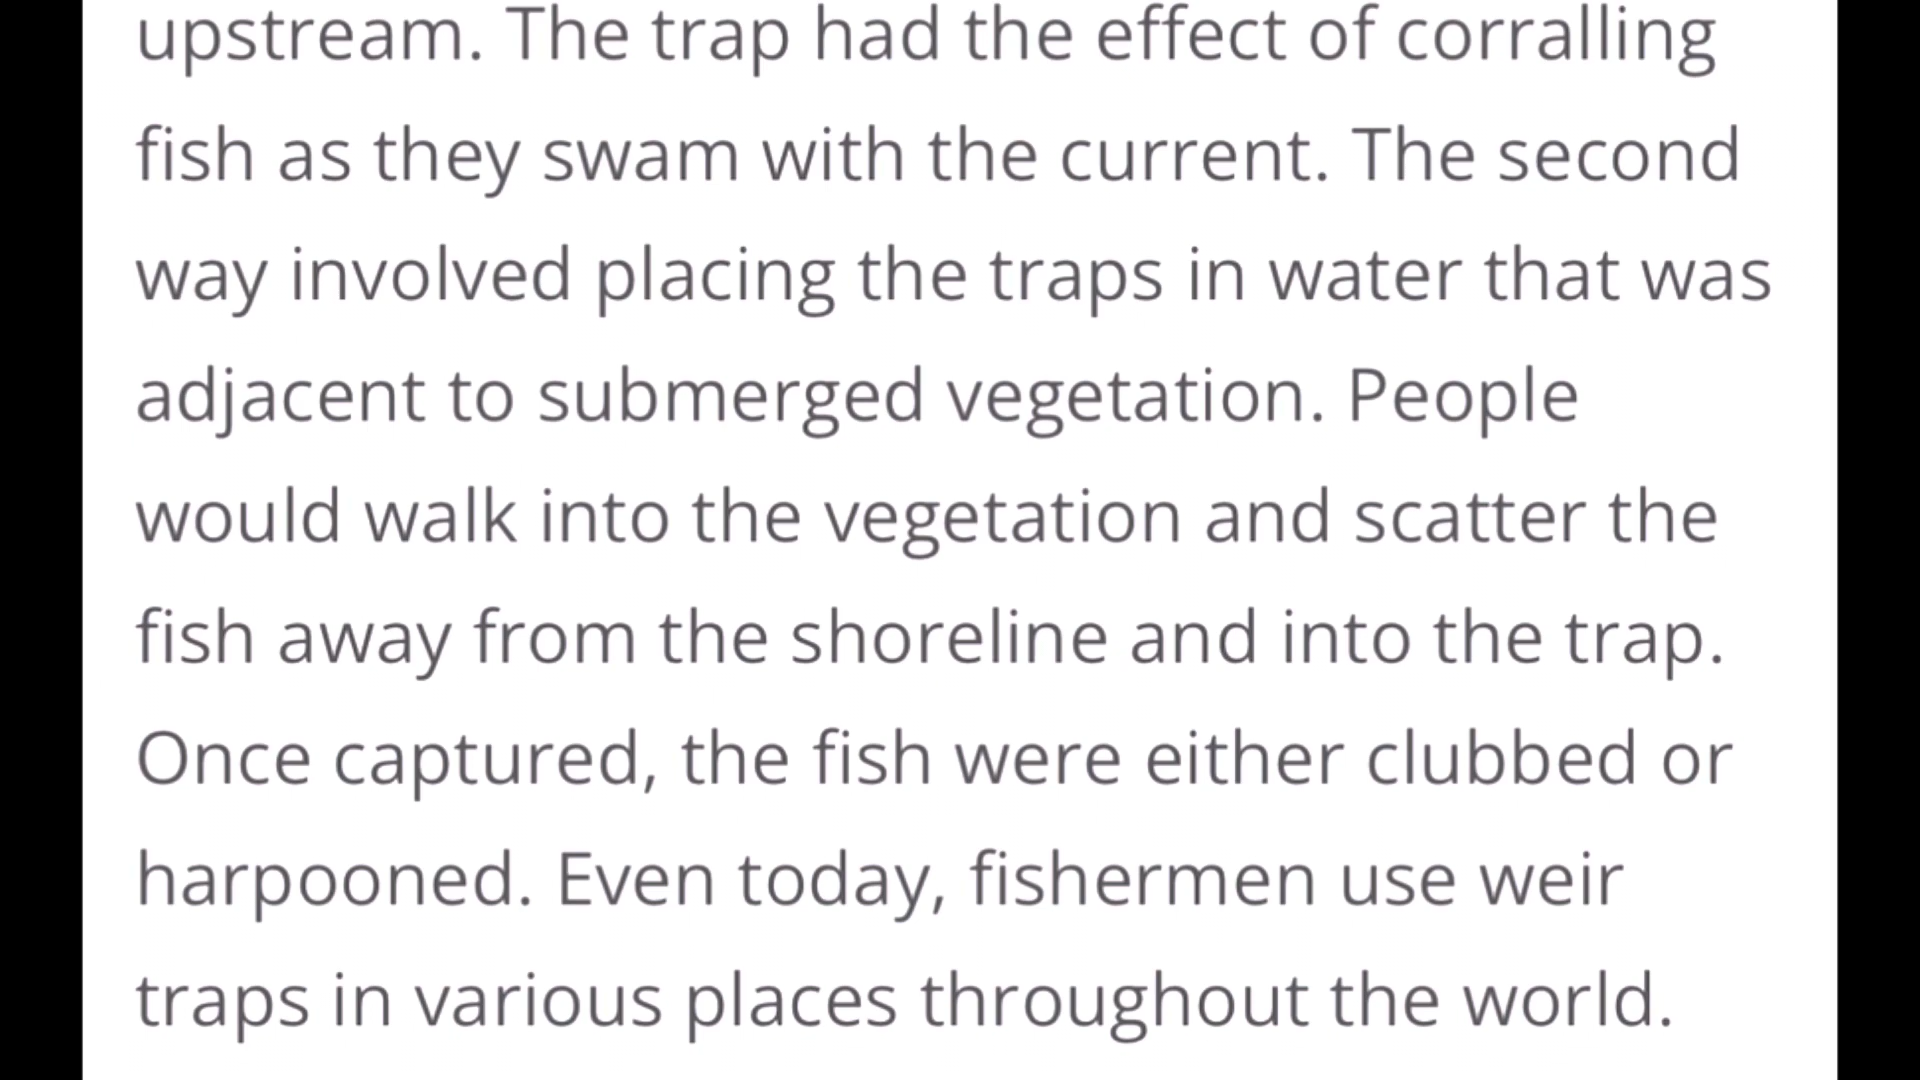 upstream. The trap had the effect of corralling
fish as they swam with the current. The second
way involved placing the traps in water that was
adjacent to submerged vegetation. People
would walk into the vegetation and scatter the
fish away from the shoreline and into the trap.
Once captured, the fish were either clubbed or
harpooned. Even today, fishermen use weir
traps in various places throughout the world.